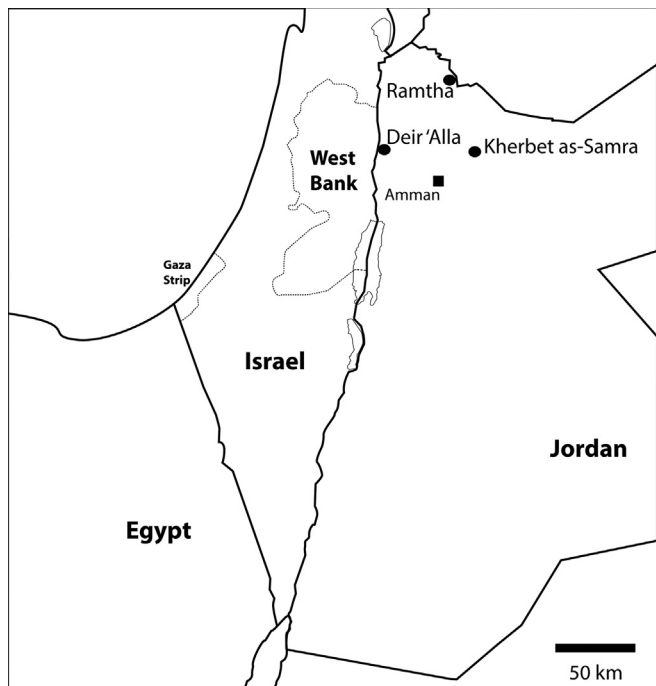 Ramtha
Deir ‘Alla
Kherbet as-Samra
West
Bank
Amman
Gaza
Strip
Israel
Jordan
Egypt
50 km